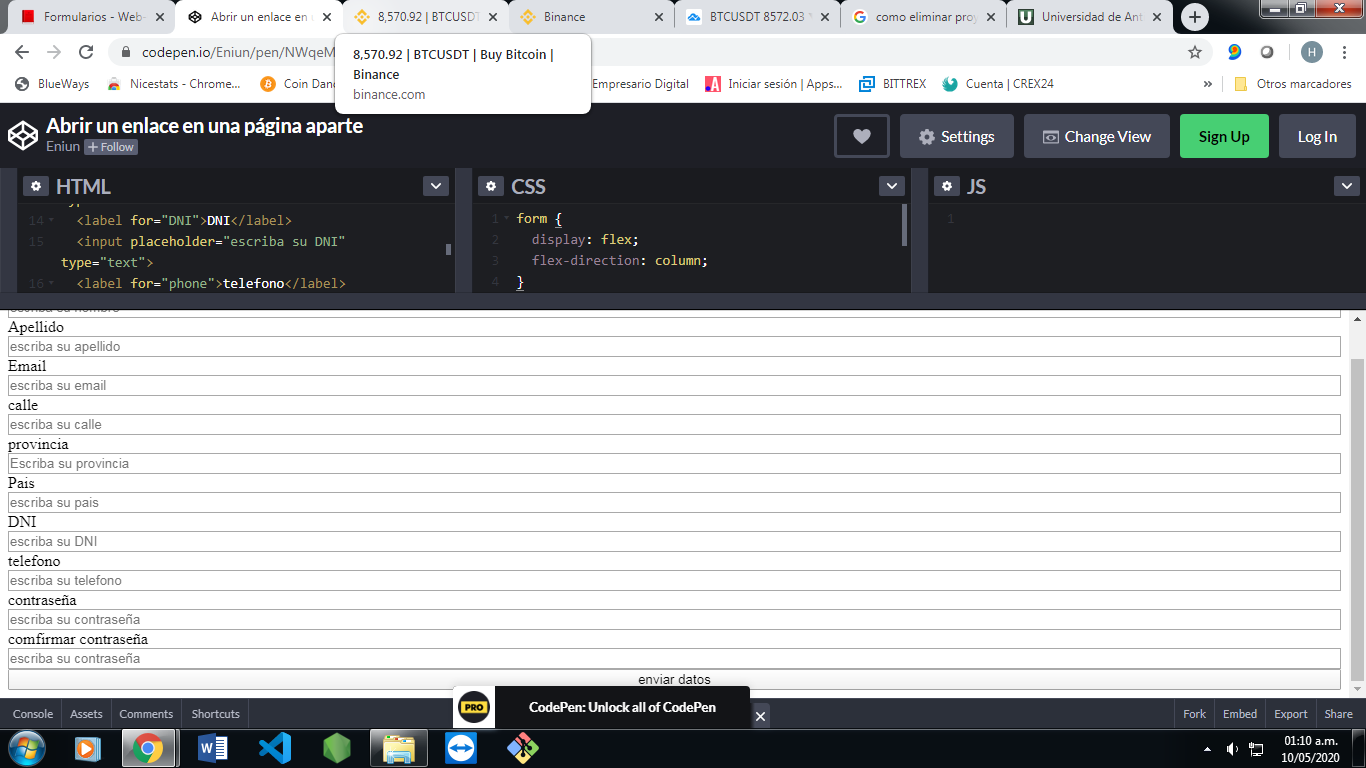 Formularios - Web-
Abrir un enlace en
8,570.92 | BTCUSDT
Binance
BTCUSDT 8572.03
como eliminar pro
Universidad de Ant
codepen.io/Eniun/pen/NWqeM
H
8,570.92 | BTCUSDT | Buy Bitcoin |
Binance
binance.com
BlueWays
Nicestats - Chrome...
Coin Dan
Empresario Digital
Iniciar sesión | Apps...
BITTREX
Cuenta | CREX24
»
Otros marcadores
Abrir un enlace en una página aparte
Eniun
+ Follow
Settings
Change View
Sign Up
Log In
HTML
14 <label for="DNI">DNI</label>
15 <input placeholder="escriba su DNI"
type="text">
16 <label for="phone">telefono</label>
CSS
1 form {
2 display: flex;
3 flex-direction: column;
4 }
JS
1
Apellido
escriba su apellido
Email
escriba su email
calle
escriba su calle
provincia
Escriba su provincia
Pais
escriba su pais
DNI
escriba su DNI
telefono
escriba su telefono
contraseña
escriba su contraseña
comfirmar contraseña
escriba su contraseña
enviar datos
Console
Assets
Comments
Shortcuts
PRO
CodePen: Unlock all of CodePen
Fork
Embed
Export
Share
01:10 a.m.
10/05/2020